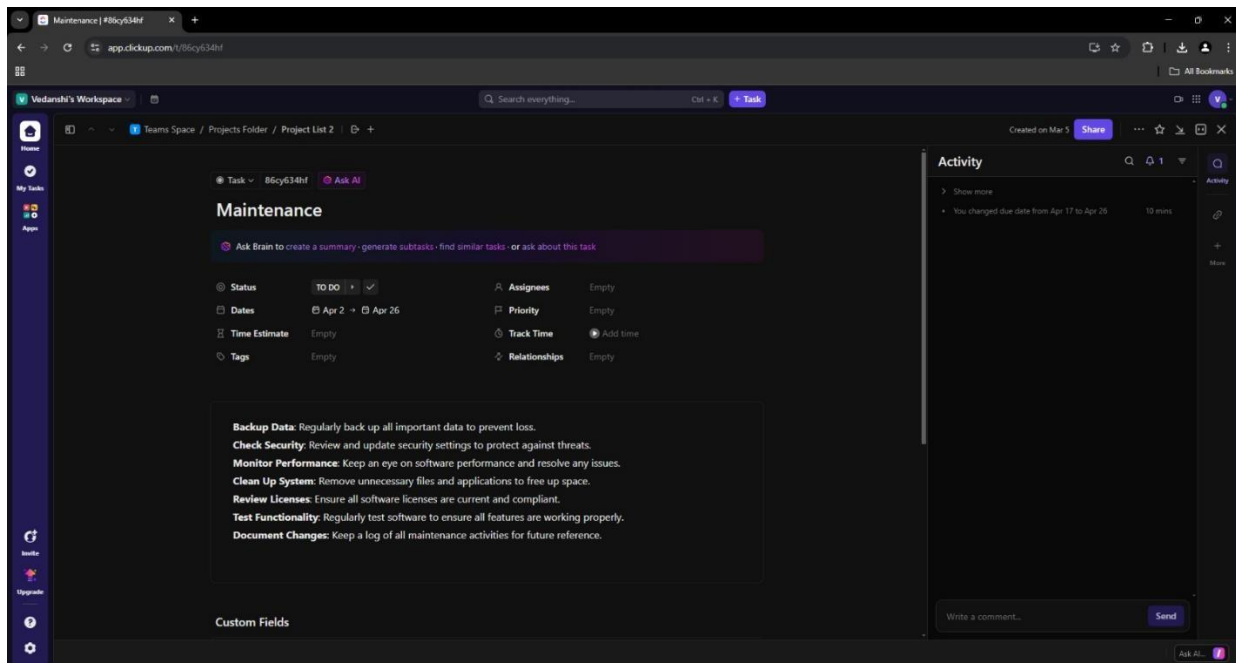 Maintenance | #86cy634hf
app.clickup.com/t/86cy634hf
All Bookmarks
V Vedanshi's Workspace
Search everything... Ctrl + K + Task
V
Home
My Tasks
Apps
Invite
Upgrade
T Teams Space / Projects Folder / Project List 2
Created on Mar 5 Share
Task 86cy634hf Ask AI
Maintenance
Ask Brain to create a summary · generate subtasks · find similar tasks · or ask about this task
Status TO DO Assignees Empty
Dates Apr 2 → Apr 26 Priority Empty
Time Estimate Empty Track Time Add time
Tags Empty Relationships Empty
Backup Data: Regularly back up all important data to prevent loss.
Check Security: Review and update security settings to protect against threats.
Monitor Performance: Keep an eye on software performance and resolve any issues.
Clean Up System: Remove unnecessary files and applications to free up space.
Review Licenses: Ensure all software licenses are current and compliant.
Test Functionality: Regularly test software to ensure all features are working properly.
Document Changes: Keep a log of all maintenance activities for future reference.
Custom Fields
Activity 1
Show more
You changed due date from Apr 17 to Apr 26 10 mins
Write a comment... Send
Activity
More
Ask AI...